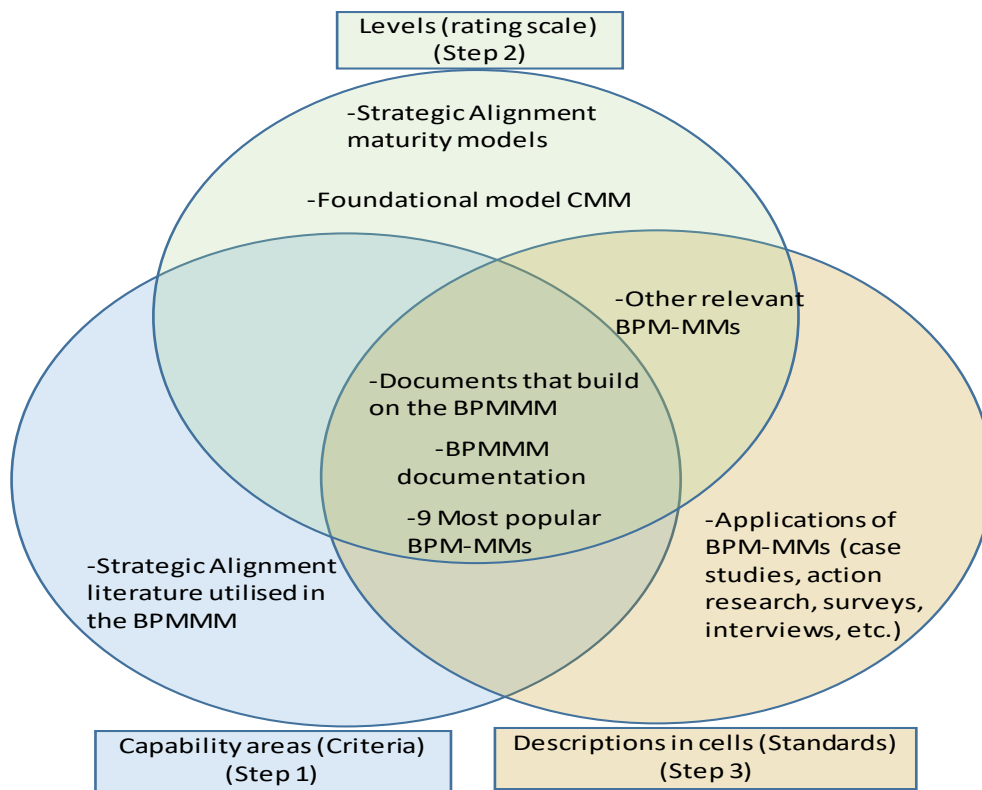 Levels (rating scale)
(Step 2)
-Strategic Alignment
maturity models
-Foundational model CMM
-Other relevant
BPM-MMs
-Documents that build
on the BPMMM
-BPMMM
documentation
-9 Most popular
BPM-MMs
-Strategic Alignment
literature utilised in
the BPMMM
-Applications of
BPM-MMs (case
studies, action
research, surveys,
interviews, etc.)
Capability areas (Criteria)
(Step 1)
Descriptions in cells (Standards)
(Step 3)